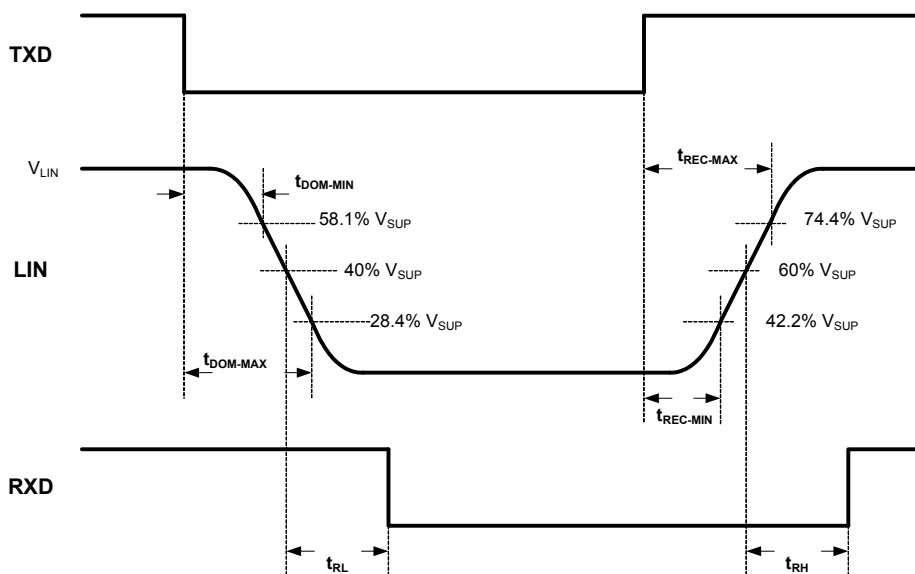 TXD
V_LIN
t_DOM-MIN
t_REC-MAX
58.1% V_SUP
74.4% V_SUP
LIN
40% V_SUP
60% V_SUP
28.4% V_SUP
42.2% V_SUP
t_DOM-MAX
t_REC-MIN
RXD
t_RL
t_RH